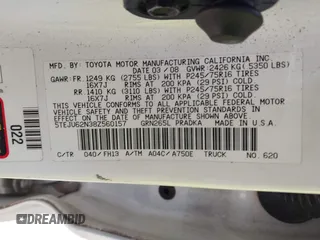 MFD. BY: TOYOTA MOTOR MANUFACTURING CALIFORNIA INC.
DATE 03/08 GVWR 2426 KG (5350 LBS)
GAWR: FR 1249 KG (2755 LBS) WITH P245/75R16 TIRES
16X7J RIMS AT 200 KPA (29 PSI) COLD
RR 1410 KG (3110 LBS) WITH P245/75R16 TIRES
16X7J RIMS AT 200 KPA (29 PSI) COLD
THIS VEHICLE CONFORMS TO ALL APPLICABLE FEDERAL MOTOR
VEHICLE SAFETY AND THEFT PREVENTION STANDARDS
IN EFFECT ON THE DATE OF MANUFACTURE SHOWN ABOVE.
5TEJU62N38Z560157 GRN265L PRADKA MADE IN U.S.A.
C/TR 040/FH13 A/TM A04C/A750E TRUCK NO. 620
022
DREAMBID
dreambid.com